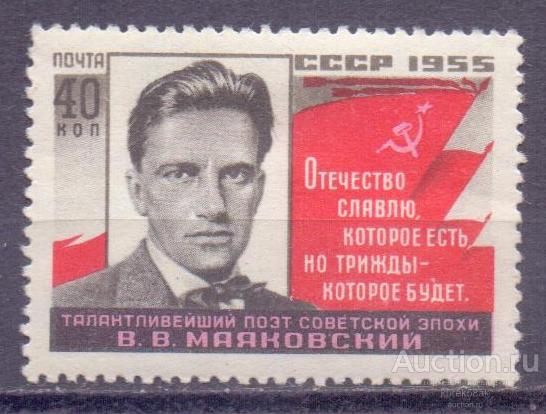 ПОЧТА
СССР 1955
40
КОП
ОТЕЧЕСТВО
СЛАВЛЮ,
КОТОРОЕ ЕСТЬ,
НО ТРИЖДЫ-
КОТОРОЕ БУДЕТ.
ТАЛАНТЛИВЕЙШИЙ ПОЭТ СОВЕТСКОЙ ЭПОХИ
В. В. МАЯКОВСКИЙ
Auction.ru